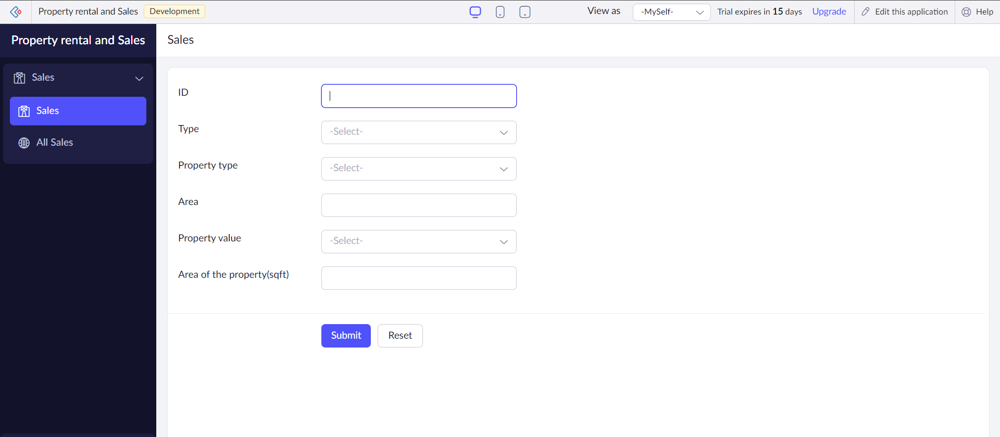 Property rental and Sales Development View as -MySelf- Trial expires in 15 days Upgrade Edit this application Help
Property rental and Sales
Sales
Sales
All Sales
Sales
ID
Type -Select-
Property type -Select-
Area
Property value -Select-
Area of the property(sqft)
Submit Reset